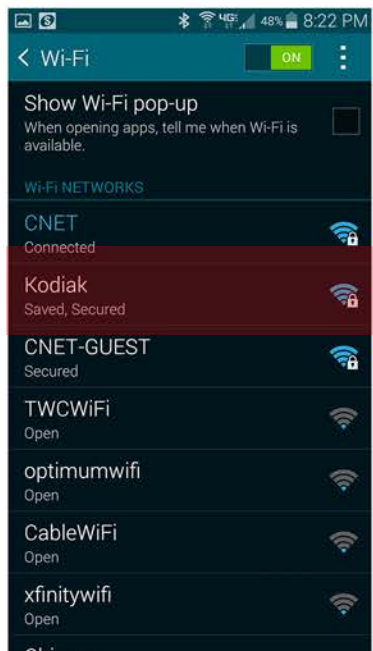 4G 48% 8:22 PM
Wi-Fi ON
Show Wi-Fi pop-up
When opening apps, tell me when Wi-Fi is
available.
Wi-Fi NETWORKS
CNET
Connected
Kodiak
Saved, Secured
CNET-GUEST
Secured
TWCWiFi
Open
optimumwifi
Open
CableWiFi
Open
xfinitywifi
Open